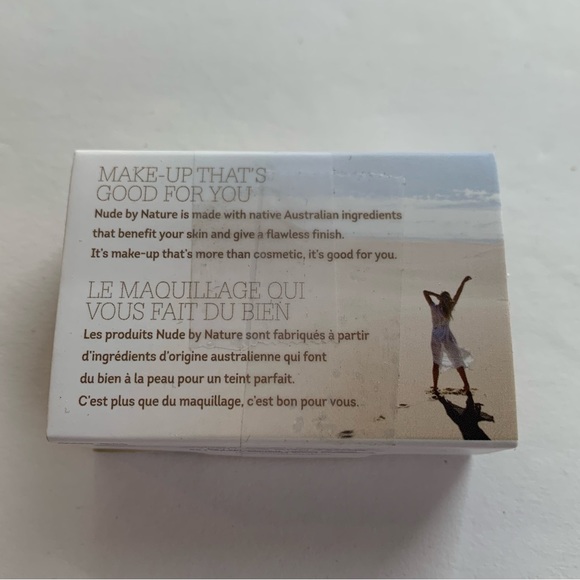 MAKE-UP THAT'S
GOOD FOR YOU
Nude by Nature is made with native Australian ingredients
that benefit your skin and give a flawless finish.
It's make-up that's more than cosmetic, it's good for you.
LE MAQUILLAGE QUI
VOUS FAIT DU BIEN
Les produits Nude by Nature sont fabriqués à partir
d'ingrédients d'origine australienne qui font
du bien à la peau pour un teint parfait.
C'est plus que du maquillage, c'est bon pour vous.